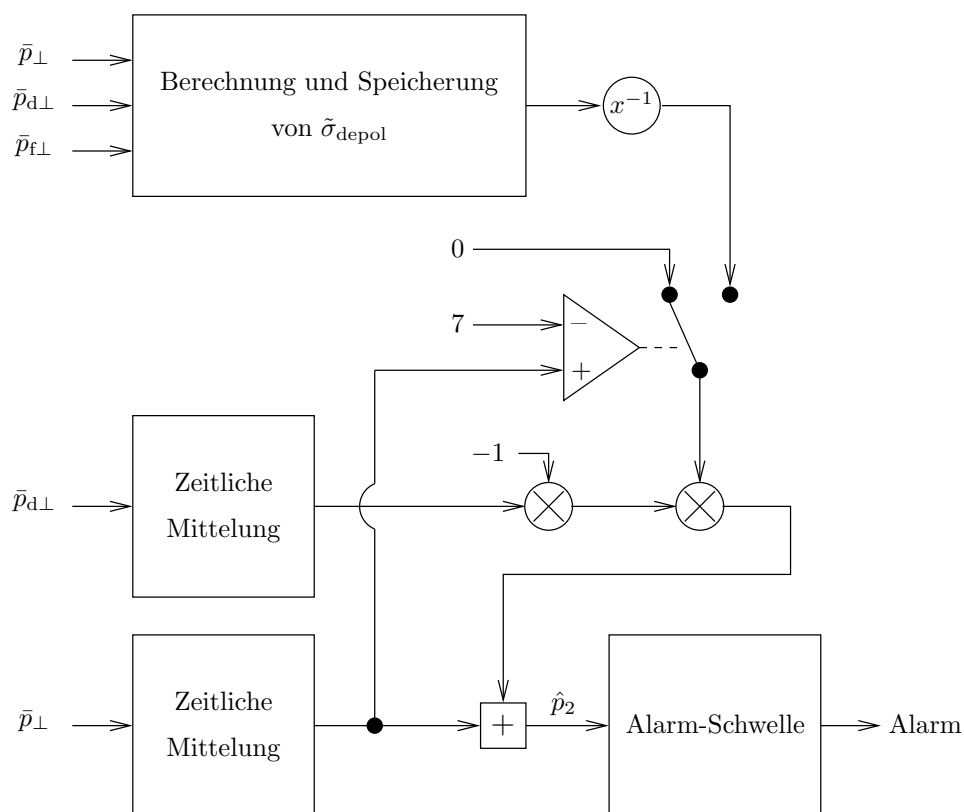 p̄⊥
p̄d⊥
p̄f⊥
Berechnung und Speicherung
von σ̃depol
x⁻¹
0
7
−
+
−1
p̄d⊥
Zeitliche
Mittelung
p̄⊥
Zeitliche
Mittelung
+
p̂2
Alarm-Schwelle
Alarm